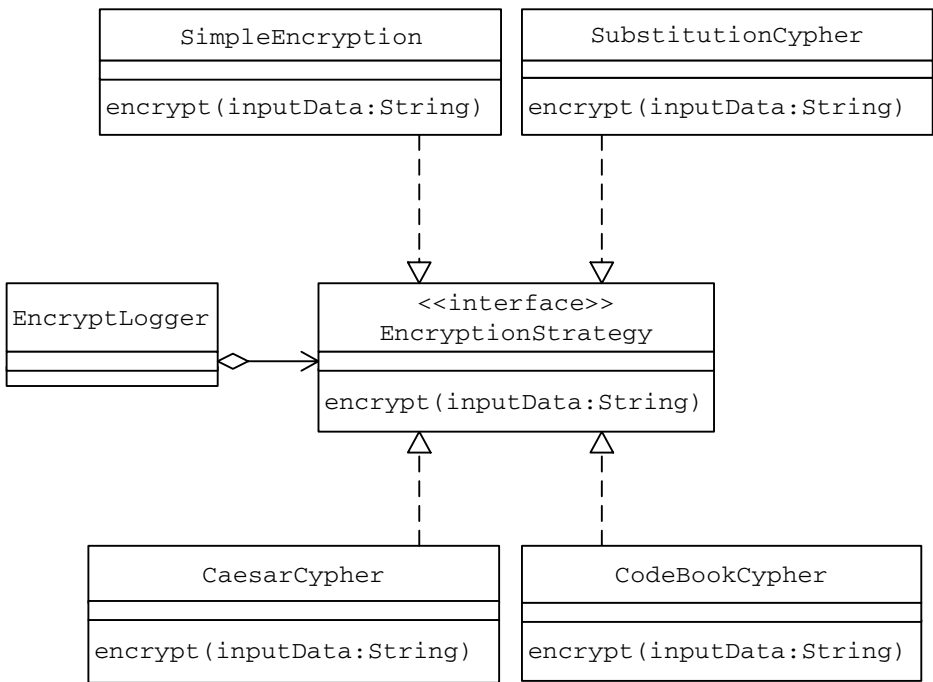 SimpleEncryption
encrypt(inputData:String)
SubstitutionCypher
encrypt(inputData:String)
EncryptLogger
<<interface>>
EncryptionStrategy
encrypt(inputData:String)
CaesarCypher
encrypt(inputData:String)
CodeBookCypher
encrypt(inputData:String)